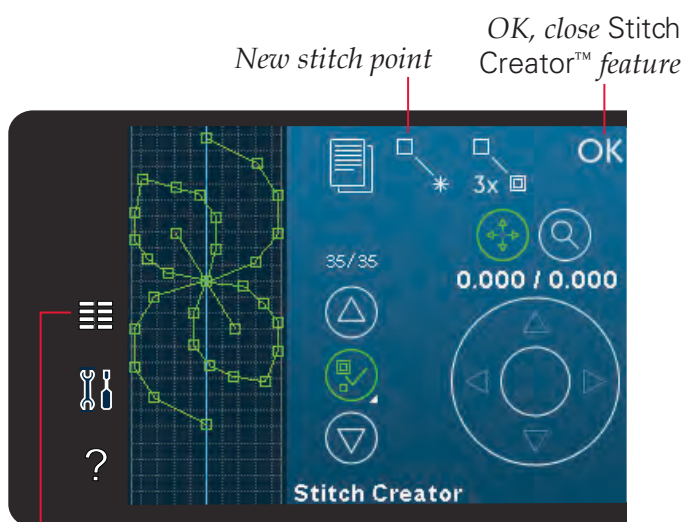 OK, close Stitch
Creator™ feature
New stitch point
OK
3x
35/35
0.000 / 0.000
?
Stitch Creator